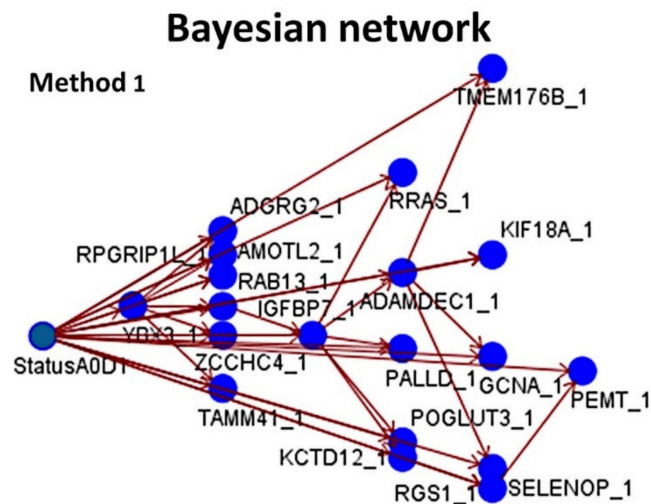 Bayesian network
Method 1
TMEM176B_1
ADGRG2_1
RRAS_1
RPGRIP1L_1
AMOTL2_1
KIF18A_1
RAB13_1
IGFBP7_1
ADAMDEC1_1
YBX3_1
StatusA0D1
ZCCHC4_1
PALLD_1
GCNA_1
PEMT_1
TAMM41_1
POGLUT3_1
KCTD12_1
RGS1_1
SELENOP_1